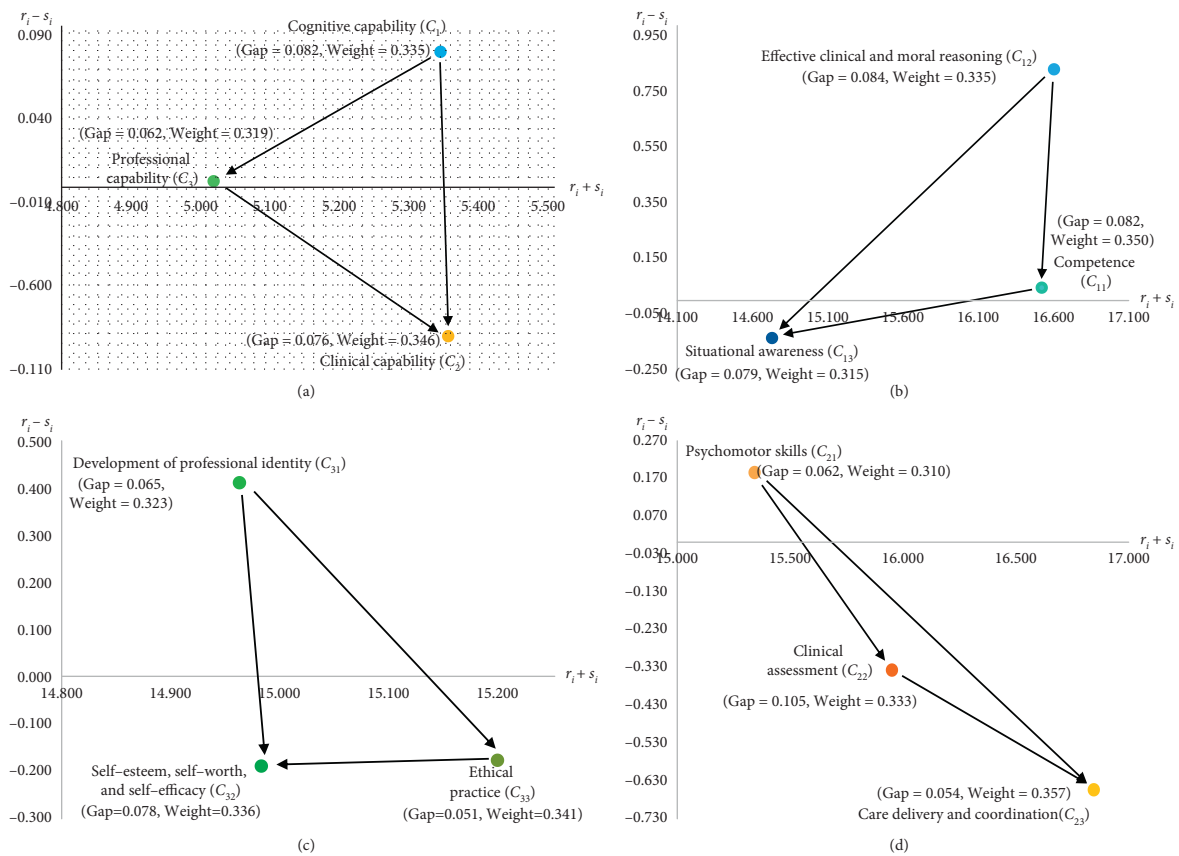 r_i – s_i
0.090
0.040
–0.010
–0.600
–0.110
4.800 4.900 5.000 5.100 5.200 5.300 5.400 5.500
r_i + s_i
Cognitive capability (C_1)
(Gap = 0.082, Weight = 0.335)
(Gap = 0.062, Weight = 0.319)
Professional
capability (C_3)
(Gap = 0.076, Weight = 0.346)
Clinical capability (C_2)
(a)
r_i – s_i
0.950
0.750
0.550
0.350
0.150
–0.050
–0.250
14.100 14.600 15.100 15.600 16.100 16.600 17.100
r_i + s_i
Effective clinical and moral reasoning (C_12)
(Gap = 0.084, Weight = 0.335)
(Gap = 0.082,
Weight = 0.350)
Competence
(C_11)
Situational awareness (C_13)
(Gap = 0.079, Weight = 0.315)
(b)
r_i – s_i
0.500
0.400
0.300
0.200
0.100
0.000
–0.100
–0.200
–0.300
14.800 14.900 15.000 15.100 15.200
r_i + s_i
Development of professional identity (C_31)
(Gap = 0.065,
Weight = 0.323)
Self–esteem, self–worth,
and self–efficacy (C_32)
(Gap=0.078, Weight=0.336)
Ethical
practice (C_33)
(Gap=0.051, Weight=0.341)
(c)
r_i – s_i
0.270
0.170
0.070
–0.030
–0.130
–0.230
–0.330
–0.430
–0.530
–0.630
–0.730
15.000 15.500 16.000 16.500 17.000
r_i + s_i
Psychomotor skills (C_21)
(Gap = 0.062, Weight = 0.310)
Clinical
assessment (C_22)
(Gap = 0.105, Weight = 0.333)
(Gap = 0.054, Weight = 0.357)
Care delivery and coordination(C_23)
(d)